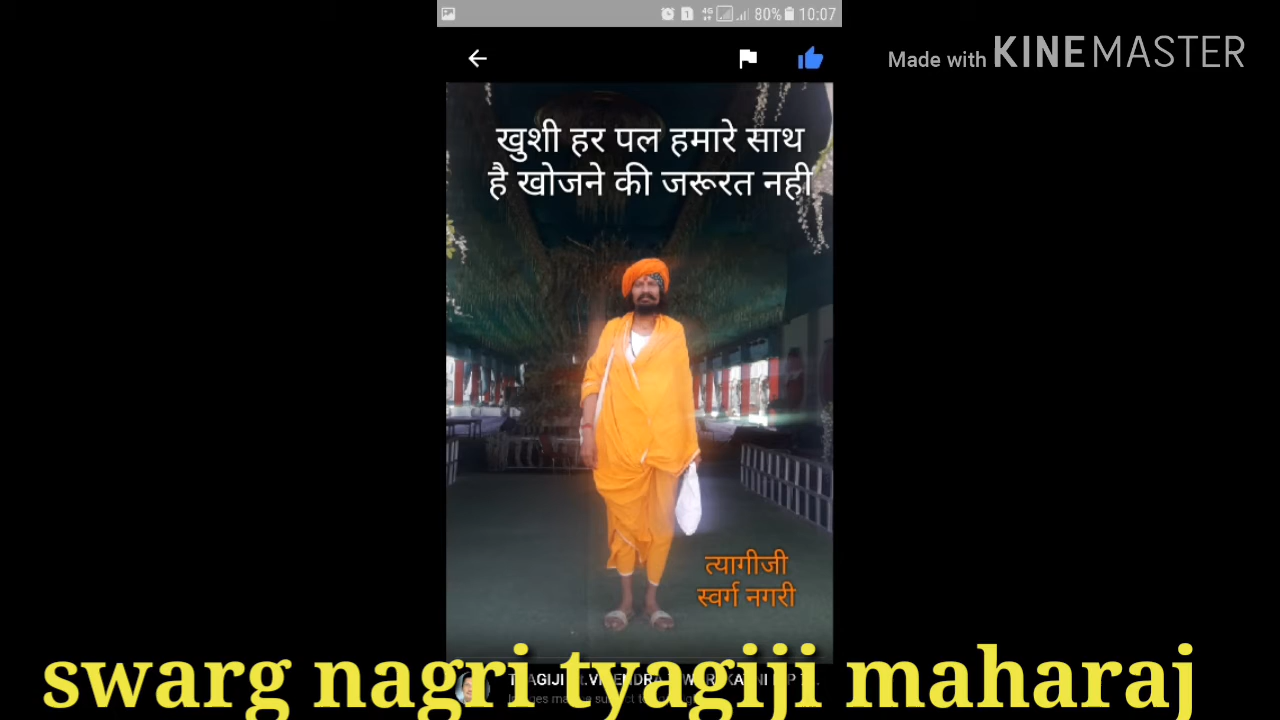 80% 10:07
Made with KINEMASTER
खुशी हर पल हमारे साथ
है खोजने की जरूरत नही
त्यागीजी
स्वर्ग नगरी
swarg nagri tyagiji maharaj